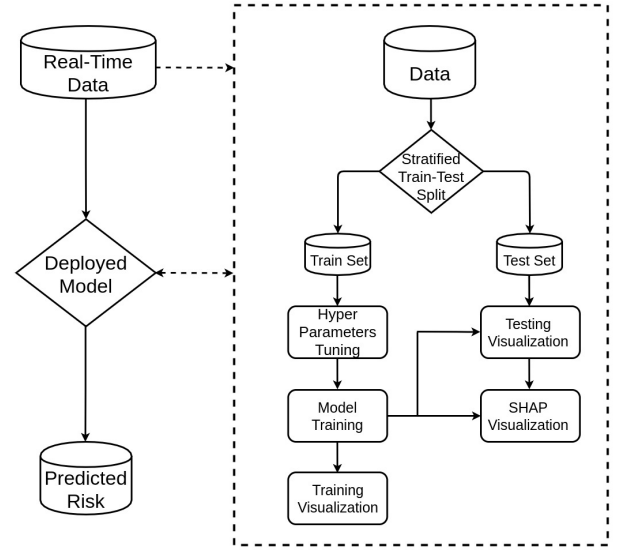 Real-Time
Data
Deployed
Model
Predicted
Risk
Data
Stratified
Train-Test
Split
Train Set
Test Set
Hyper
Parameters
Tuning
Testing
Visualization
Model
Training
SHAP
Visualization
Training
Visualization